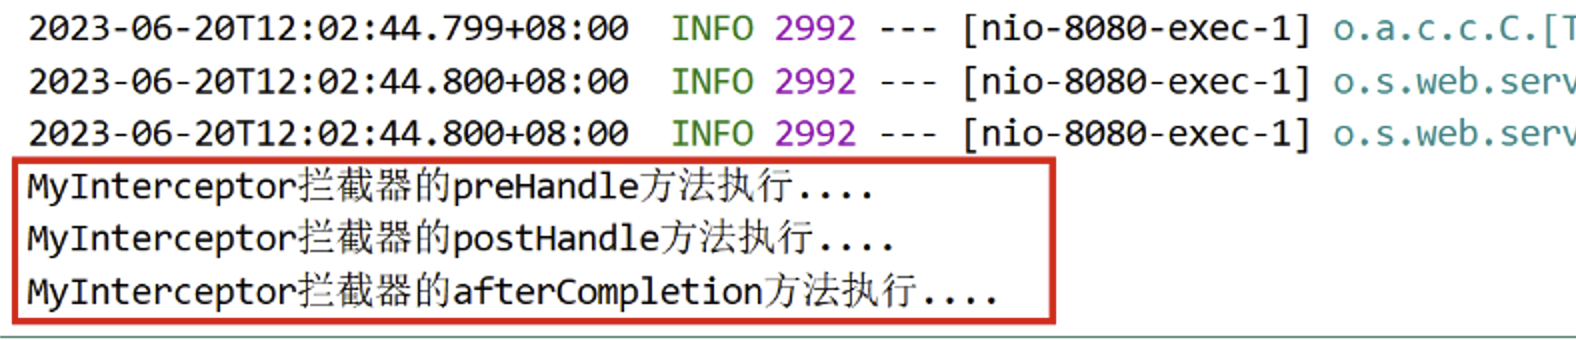 2023-06-20T12:02:44.799+08:00  INFO 2992 --- [nio-8080-exec-1] o.a.c.c.C.[T
2023-06-20T12:02:44.800+08:00  INFO 2992 --- [nio-8080-exec-1] o.s.web.serv
2023-06-20T12:02:44.800+08:00  INFO 2992 --- [nio-8080-exec-1] o.s.web.serv
MyInterceptor拦截器的preHandle方法执行....
MyInterceptor拦截器的postHandle方法执行....
MyInterceptor拦截器的afterCompletion方法执行....